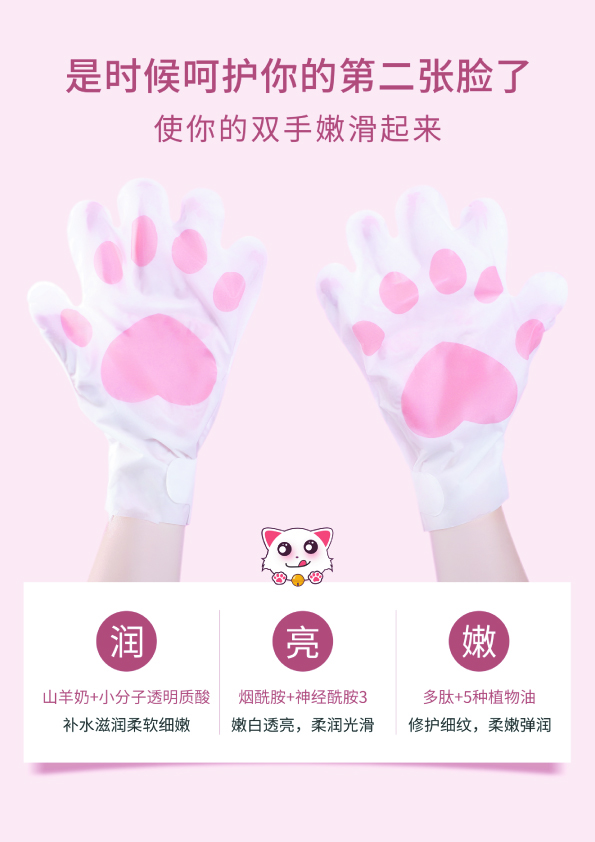 是时候呵护你的第二张脸了
使你的双手嫩滑起来
润
亮
嫩
山羊奶+小分子透明质酸
烟酰胺+神经酰胺3
多肽+5种植物油
补水滋润柔软细嫩
嫩白透亮，柔润光滑
修护细纹，柔嫩弹润